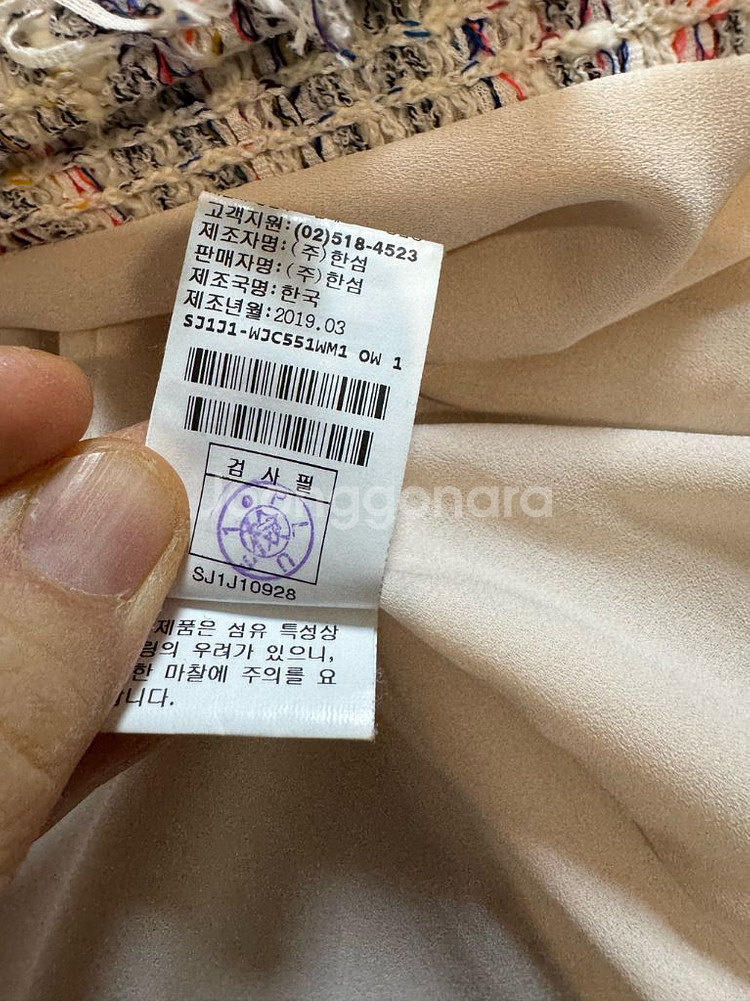 고객지원:(02)518-4523
제조자명:(주)한섬
판매자명:(주)한섬
제조국명:한국
제조년월:2019.03
SJ1J1-WJC551WM1 OW 1
검 사 필
Joonggonara
SJ1J10928
제품은 섬유 특성상
링의 우려가 있으니,
한 마찰에 주의를 요
니다.